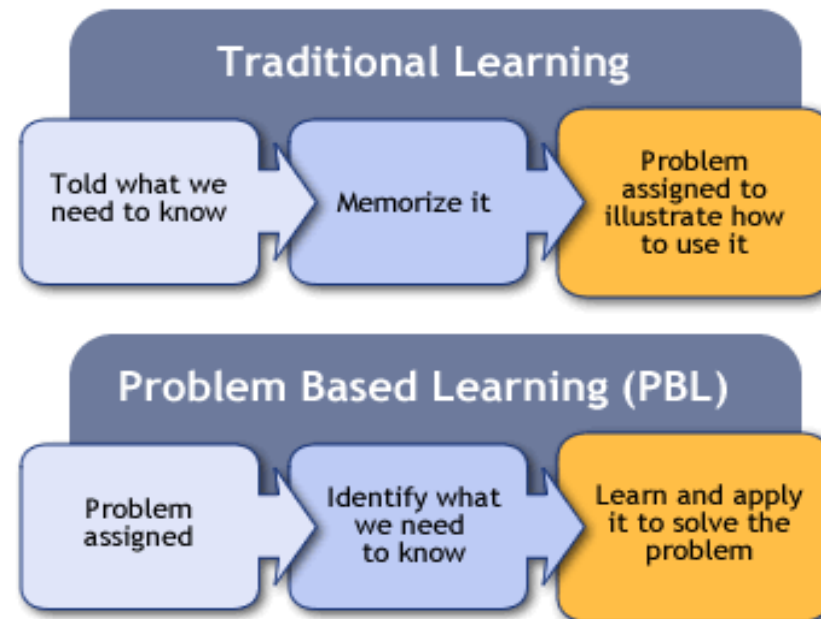 Traditional Learning
Told what we
need to know
Memorize it
Problem
assigned to
illustrate how
to use it
Problem Based Learning (PBL)
Problem
assigned
Identify what
we need
to know
Learn and apply
it to solve the
problem